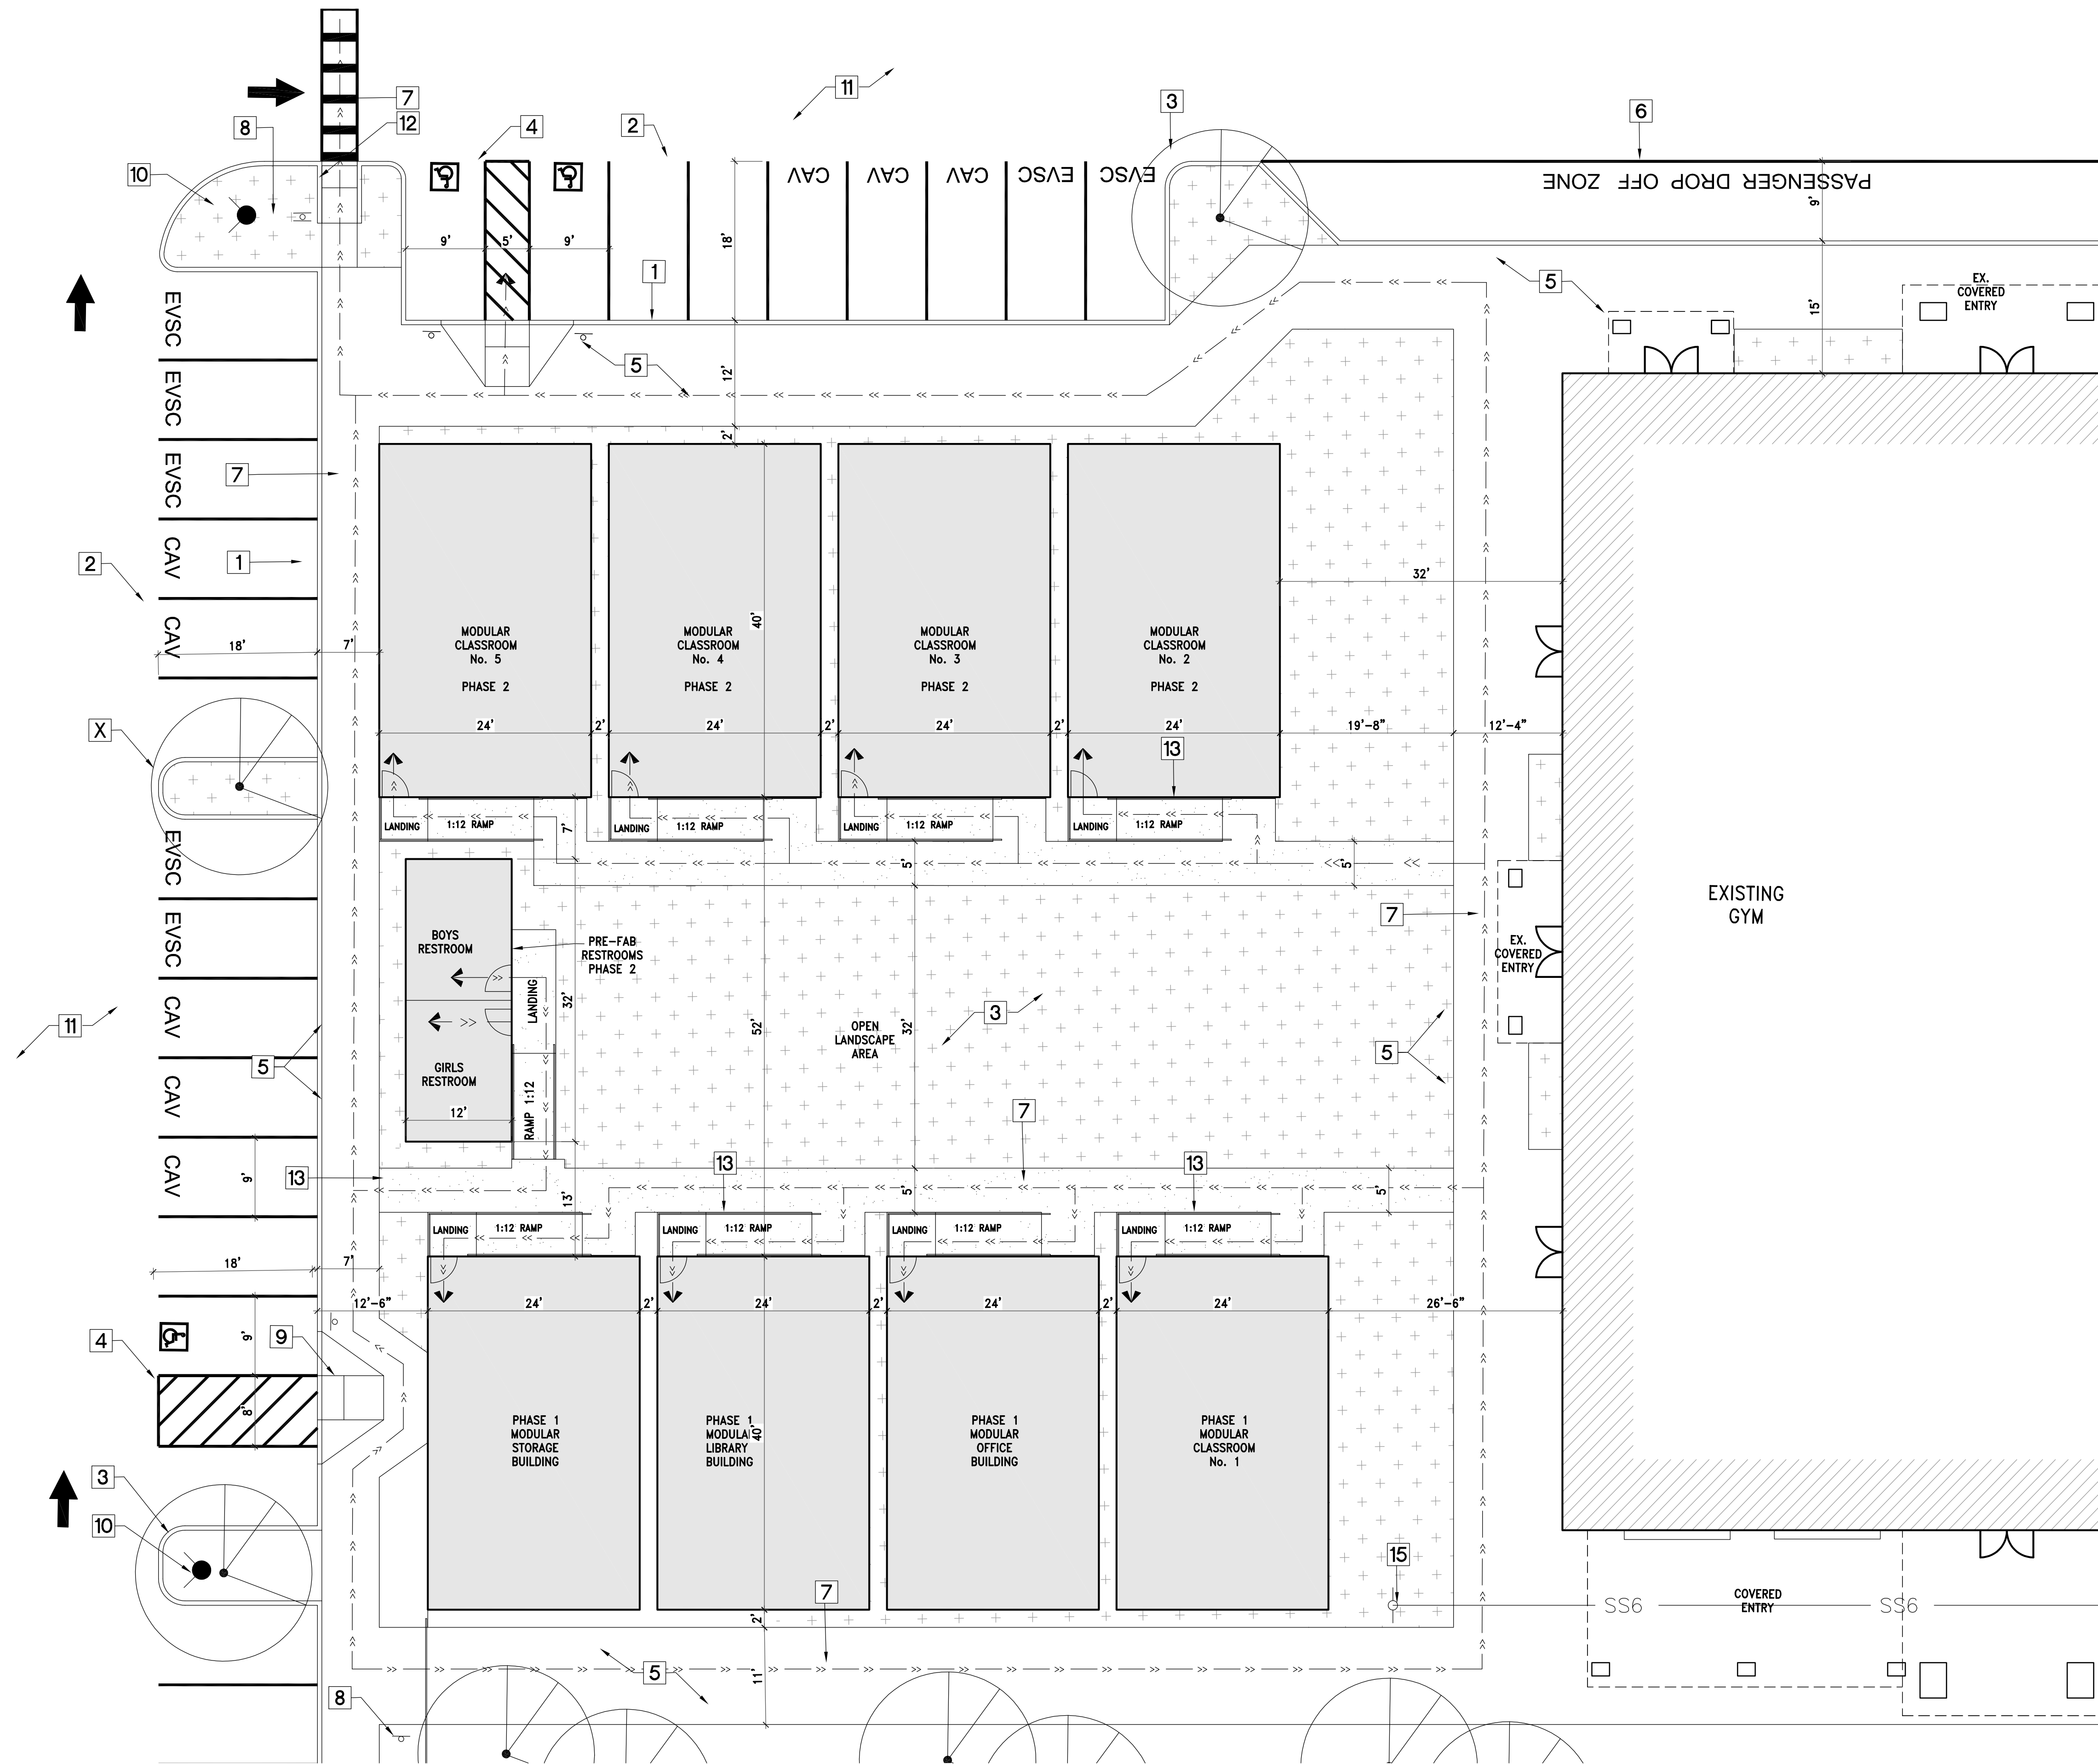 7
12
11
3
6
4
2
8
10
CAV
CAV
CAV
EVSC
EVSC
PASSENGER DROP OFF ZONE
9'
9'
5'
9'
18'
1
5
EX.
COVERED
ENTRY
15'
EVSC
EVSC
EVSC
CAV
CAV
5
12'
2'
7
1
2
32'
40'
18'
7'
MODULAR
CLASSROOM
No. 5
PHASE 2
MODULAR
CLASSROOM
No. 4
PHASE 2
MODULAR
CLASSROOM
No. 3
PHASE 2
MODULAR
CLASSROOM
No. 2
PHASE 2
X
24'
2'
24'
2'
24'
2'
24'
19'-8"
12'-4"
13
LANDING
1:12 RAMP
7'
LANDING
1:12 RAMP
LANDING
1:12 RAMP
LANDING
1:12 RAMP
5'
5'
EVSC
EVSC
CAV
CAV
CAV
BOYS
RESTROOM
PRE-FAB
RESTROOMS
PHASE 2
LANDING
32'
EXISTING
GYM
7
EX.
COVERED
ENTRY
3
OPEN
LANDSCAPE
AREA
52'
32'
11
5
5
GIRLS
RESTROOM
12'
RAMP 1:12
7
9'
13
13
13
13'
5'
5'
LANDING
1:12 RAMP
LANDING
1:12 RAMP
LANDING
1:12 RAMP
LANDING
1:12 RAMP
18'
7'
12'-6"
24'
2'
24'
2'
24'
2'
24'
26'-6"
9'
4
9
8'
PHASE 1
MODULAR
STORAGE
BUILDING
PHASE 1
MODULAR
LIBRARY
BUILDING
40'
PHASE 1
MODULAR
OFFICE
BUILDING
PHASE 1
MODULAR
CLASSROOM
No. 1
3
10
15
7
2'
SS6
COVERED
ENTRY
SS6
5
11'
8